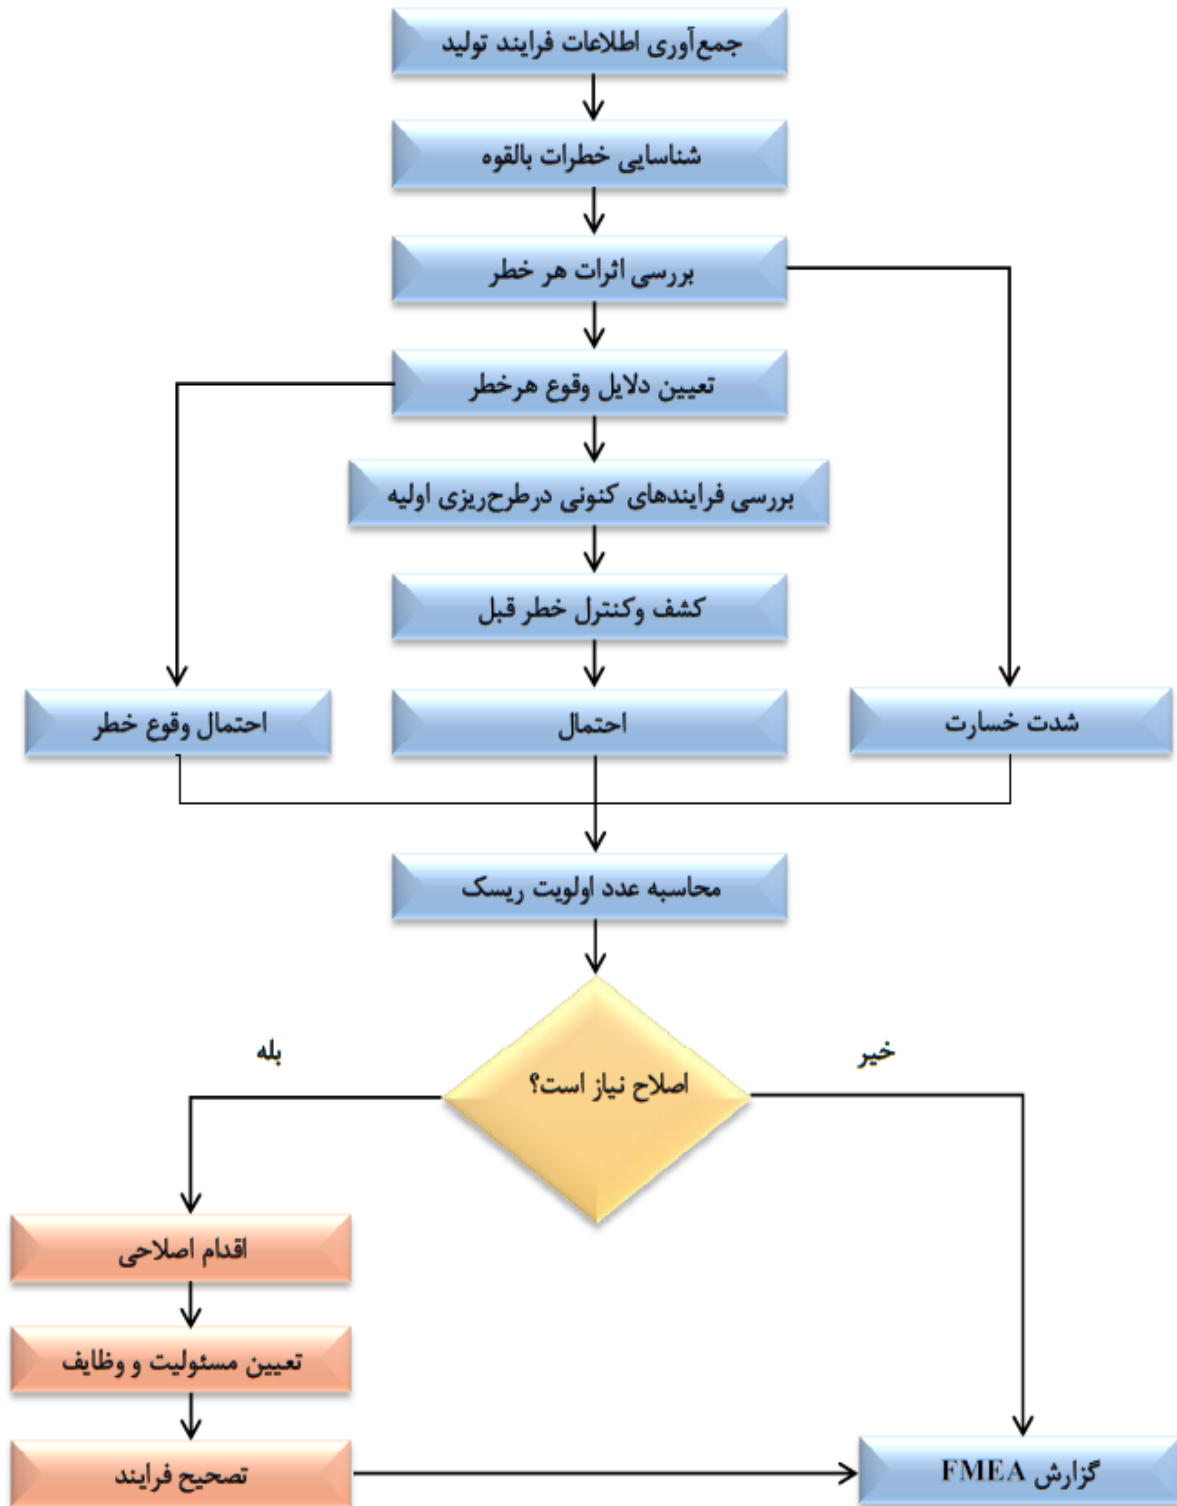 جمع‌آوری اطلاعات فرایند تولید
شناسایی خطرات بالقوه
بررسی اثرات هر خطر
تعیین دلایل وقوع هرخطر
بررسی فرایندهای کنونی درطرح‌ریزی اولیه
کشف وکنترل خطر قبل
شدت خسارت
احتمال
احتمال وقوع خطر
محاسبه عدد اولویت ریسک
اصلاح نیاز است؟
خیر
بله
اقدام اصلاحی
تعیین مسئولیت و وظایف
تصحیح فرایند
گزارش FMEA